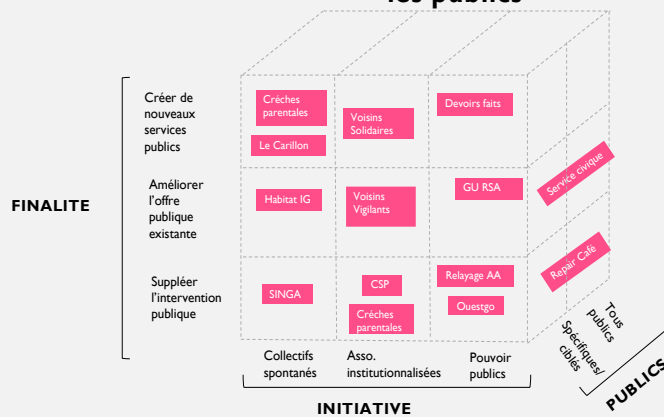 les publics
Créer de
nouveaux
services
publics
Crèches
parentales
Le Carillon
Voisins
Solidaires
Devoirs faits
FINALITE
Améliorer
l'offre
publique
existante
Habitat IG
Voisins
Vigilants
GU RSA
Service civique
Suppléer
l'intervention
publique
SINGA
CSP
Crèches
parentales
Relayage AA
Ouestgo
Repair Café
Collectifs
spontanés
Asso.
institutionnalisées
Pouvoir
publics
Spécifiques/
ciblés
Tous
publics
INITIATIVE
PUBLICS